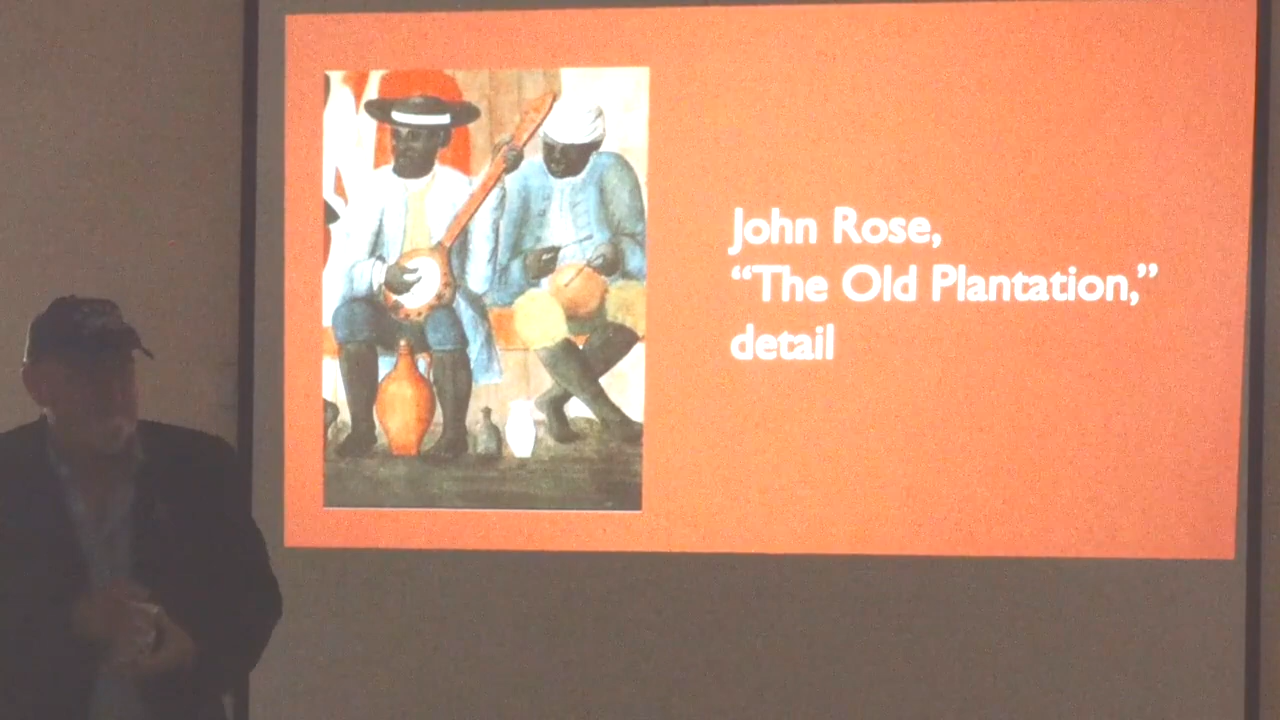 John Rose,
“The Old Plantation,”
detail